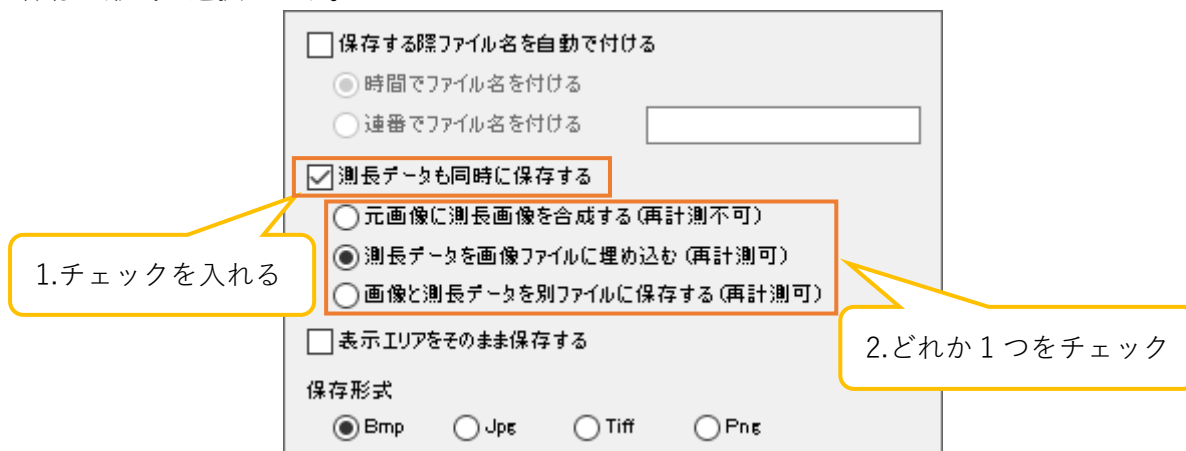 保存する際ファイル名を自動で付ける
時間でファイル名を付ける
連番でファイル名を付ける
測長データも同時に保存する
元画像に測長画像を合成する(再計測不可)
1.チェックを入れる
測長データを画像ファイルに埋め込む(再計測可)
画像と測長データを別ファイルに保存する(再計測可)
表示エリアをそのまま保存する
2.どれか1つをチェック
保存形式
Bmp Jpg Tiff Png